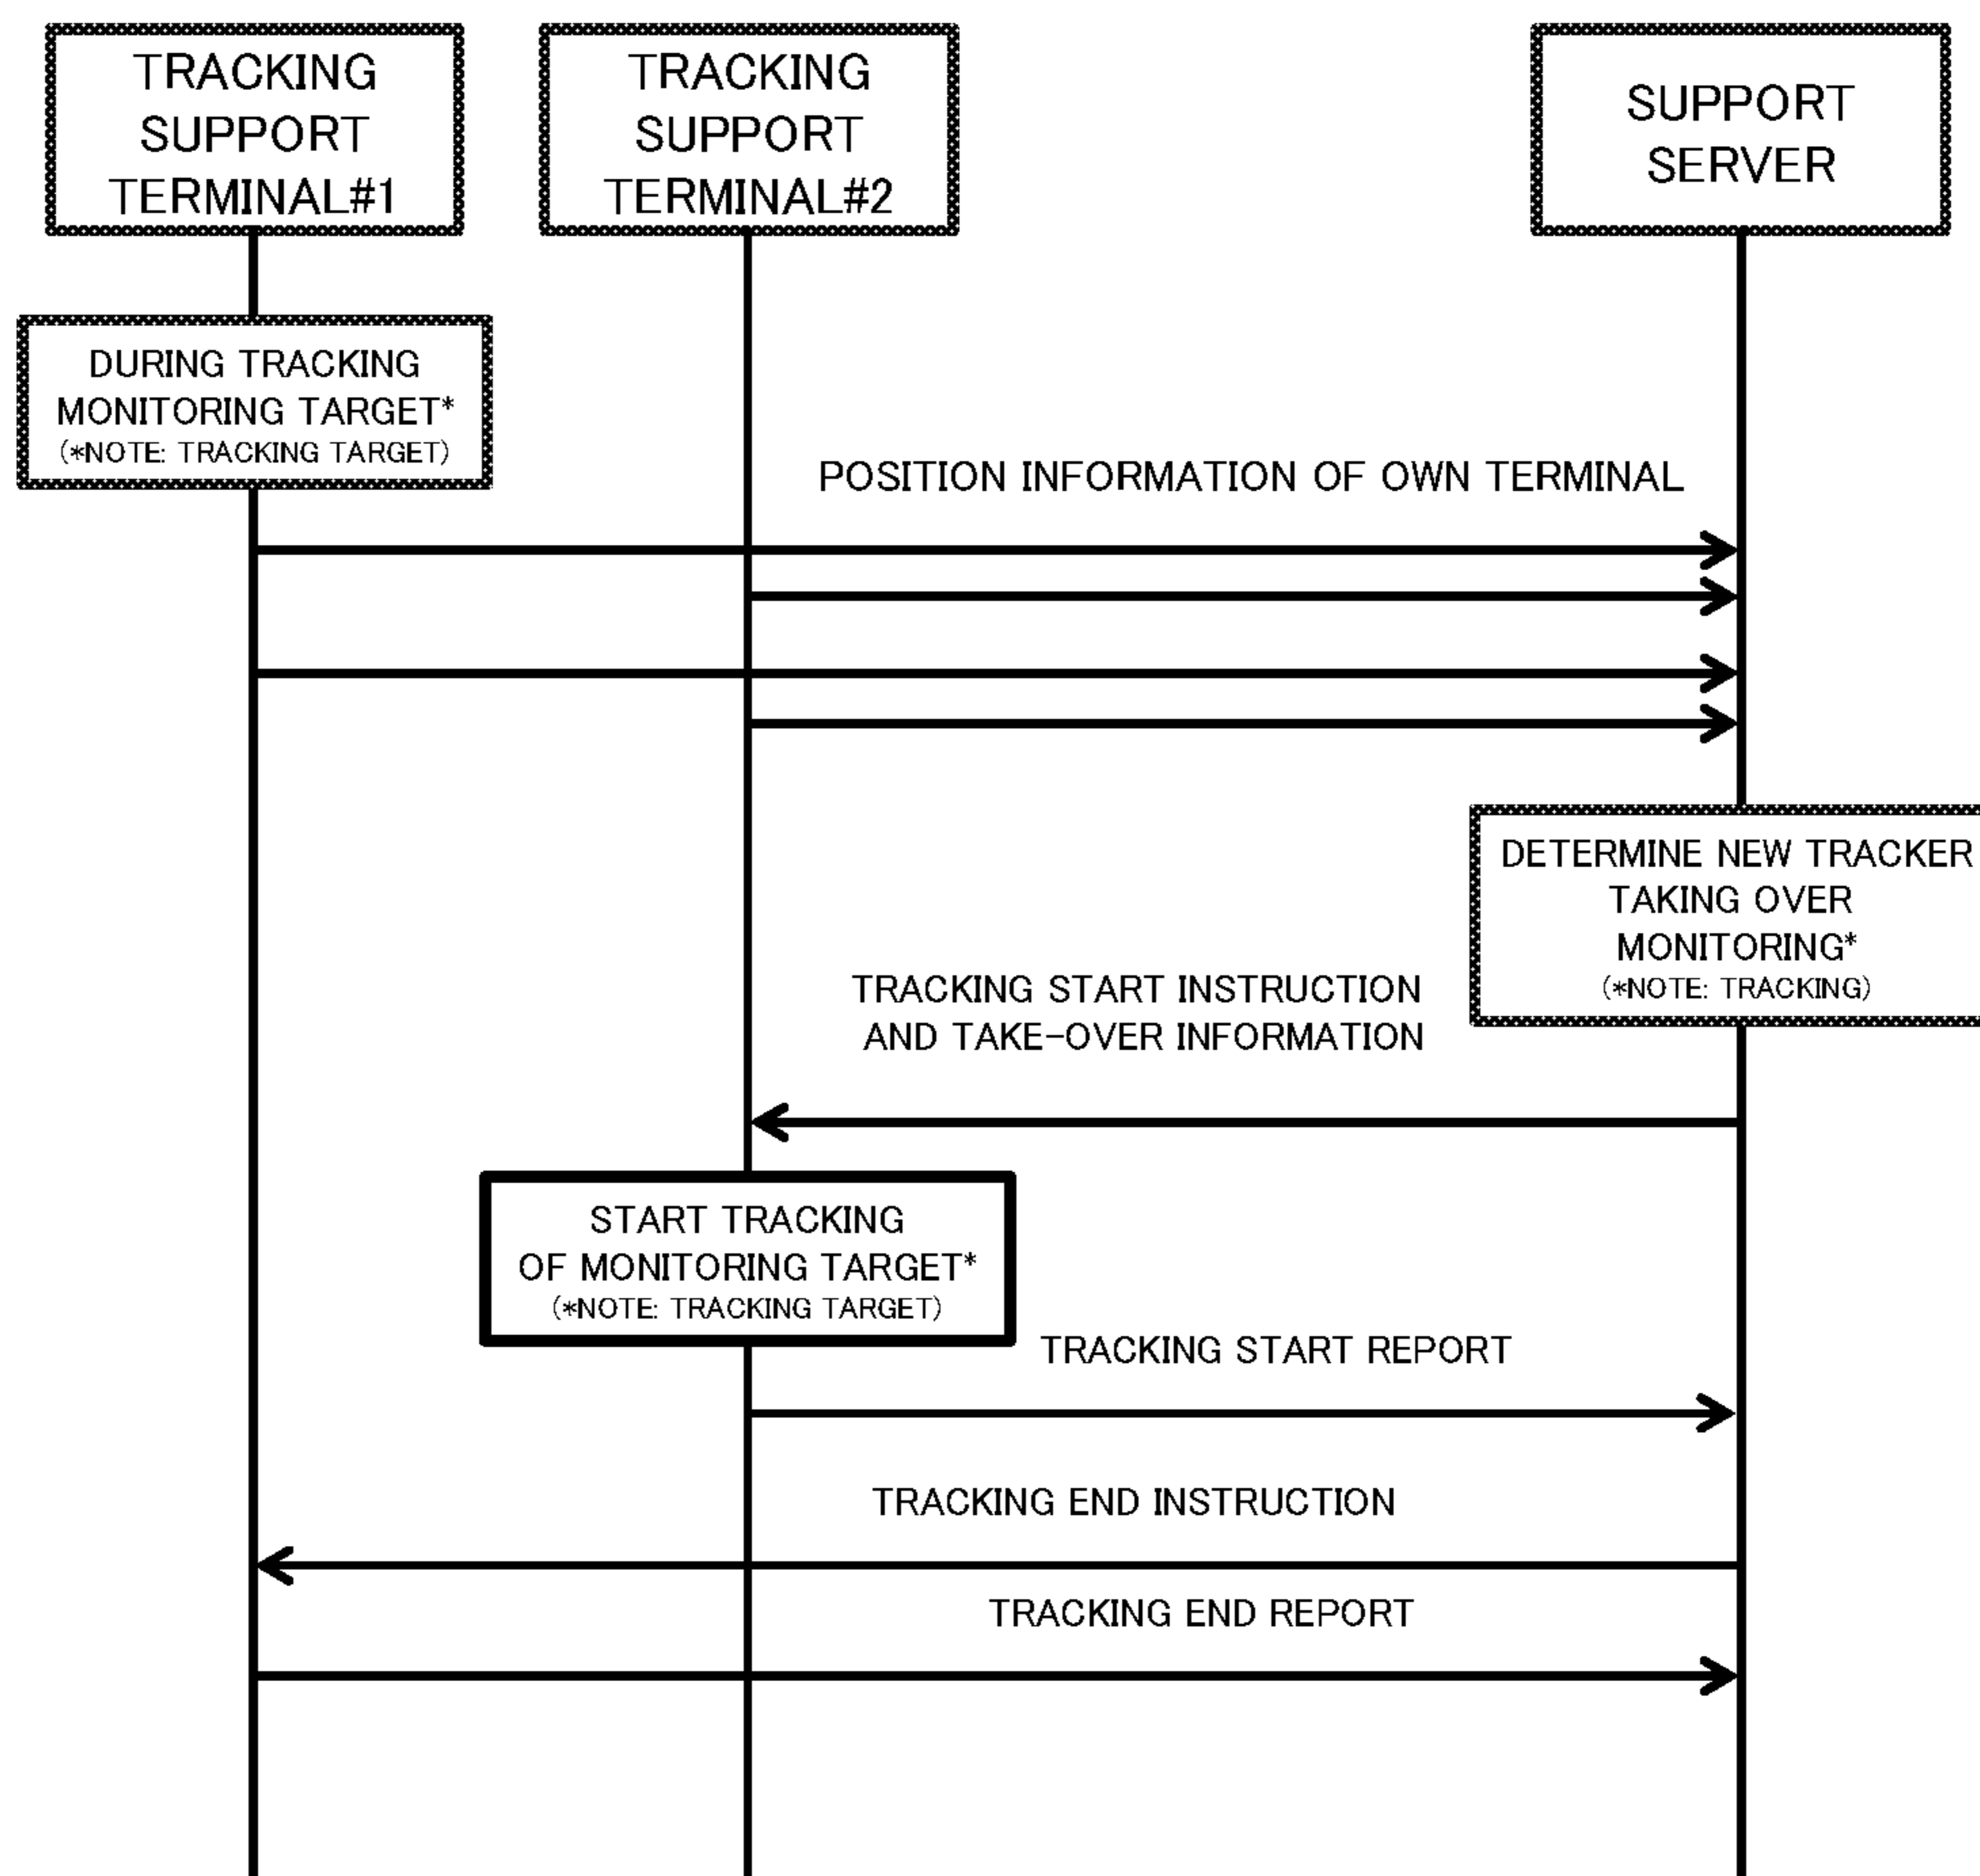 TRACKING
SUPPORT
TERMINAL#1
TRACKING
SUPPORT
TERMINAL#2
SUPPORT
SERVER
DURING TRACKING
MONITORING TARGET*
(*NOTE: TRACKING TARGET)
POSITION INFORMATION OF OWN TERMINAL
DETERMINE NEW TRACKER
TAKING OVER
MONITORING*
(*NOTE: TRACKING)
TRACKING START INSTRUCTION
AND TAKE-OVER INFORMATION
START TRACKING
OF MONITORING TARGET*
(*NOTE: TRACKING TARGET)
TRACKING START REPORT
TRACKING END INSTRUCTION
TRACKING END REPORT